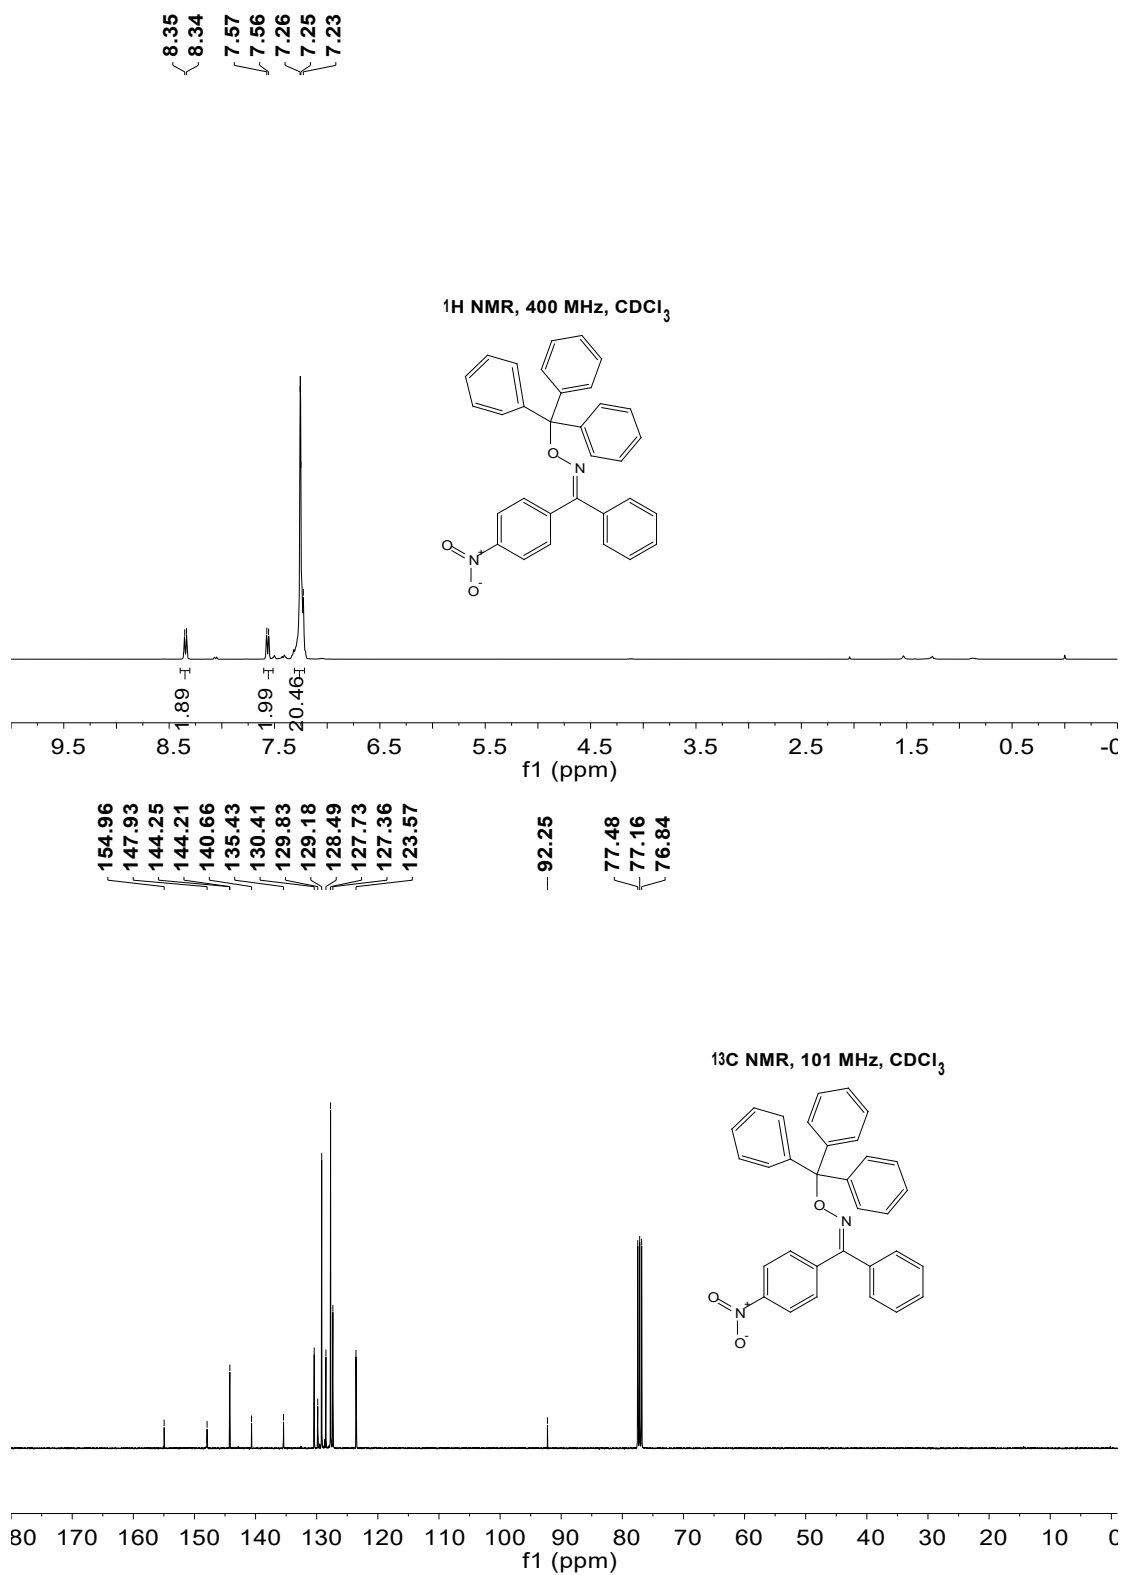 8.35
8.34
7.57
7.56
7.26
7.25
7.23
¹H NMR, 400 MHz, CDCl₃
O
N
O
N⁺
O⁻
1.89
1.99
20.46
9.5 8.5 7.5 6.5 5.5 4.5 3.5 2.5 1.5 0.5 -0
f1 (ppm)
154.96
147.93
144.25
144.21
140.66
135.43
130.41
129.83
129.18
128.49
127.73
127.36
123.57
92.25
77.48
77.16
76.84
¹³C NMR, 101 MHz, CDCl₃
O
N
O
N⁺
O⁻
80 170 160 150 140 130 120 110 100 90 80 70 60 50 40 30 20 10 0
f1 (ppm)